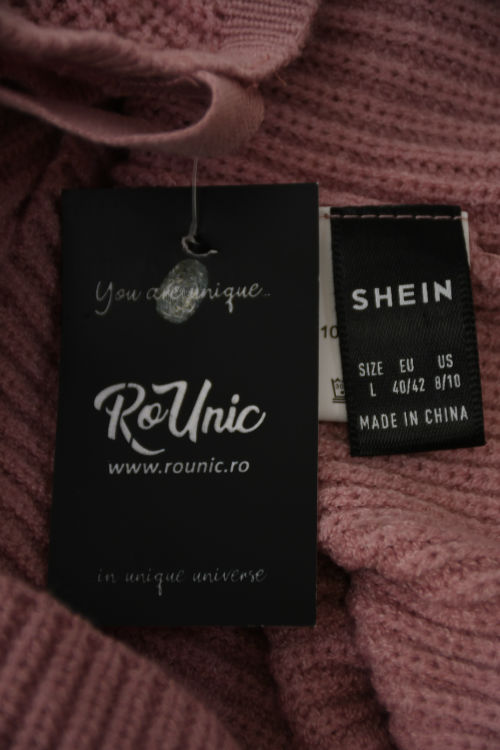 You are unique...
RoUnic
www.rounic.ro
in unique universe
10
SHEIN
SIZE EU US
L 40/42 8/10
MADE IN CHINA